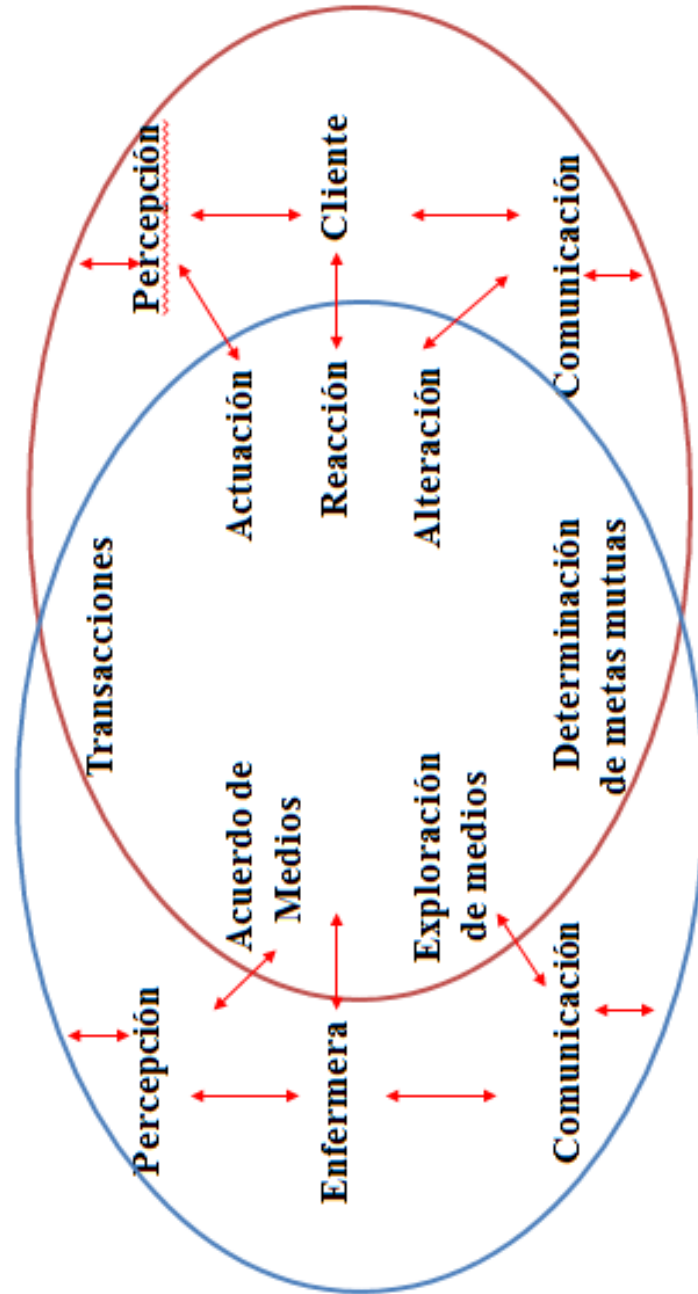 Transacciones
Percepción
Percepción
Acuerdo de
Medios
Actuación
Enfermera
Reacción
Cliente
Exploración
de medios
Alteración
Comunicación
Determinación
de metas mutuas
Comunicación